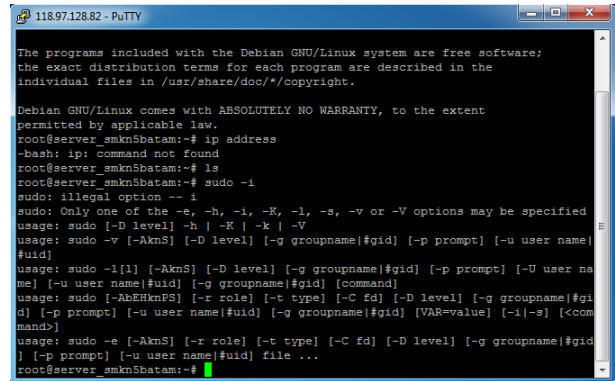 118.97.128.82 - PuTTY
The programs included with the Debian GNU/Linux system are free software;
the exact distribution terms for each program are described in the
individual files in /usr/share/doc/*/copyright.
Debian GNU/Linux comes with ABSOLUTELY NO WARRANTY, to the extent
permitted by applicable law.
root@server_smkn5batam:~# ip address
-bash: ip: command not found
root@server_smkn5batam:~# ls
root@server_smkn5batam:~# sudo -i
sudo: illegal option -- i
sudo: Only one of the -e, -h, -i, -K, -l, -s, -v or -V options may be specified
usage: sudo [-D level] -h | -K | -k | -V
usage: sudo -v [-AknS] [-D level] [-g groupname|#gid] [-p prompt] [-u user name|
#uid]
usage: sudo -l[l] [-AknS] [-D level] [-g groupname|#gid] [-p prompt] [-U user na
me] [-u user name|#uid] [-g groupname|#gid] [command]
usage: sudo [-AbEHknPS] [-r role] [-t type] [-C fd] [-D level] [-g groupname|#gi
d] [-p prompt] [-u user name|#uid] [-g groupname|#gid] [VAR=value] [-i|-s] [<com
mand>]
usage: sudo -e [-AknS] [-r role] [-t type] [-C fd] [-D level] [-g groupname|#gid
] [-p prompt] [-u user name|#uid] file ...
root@server_smkn5batam:~#